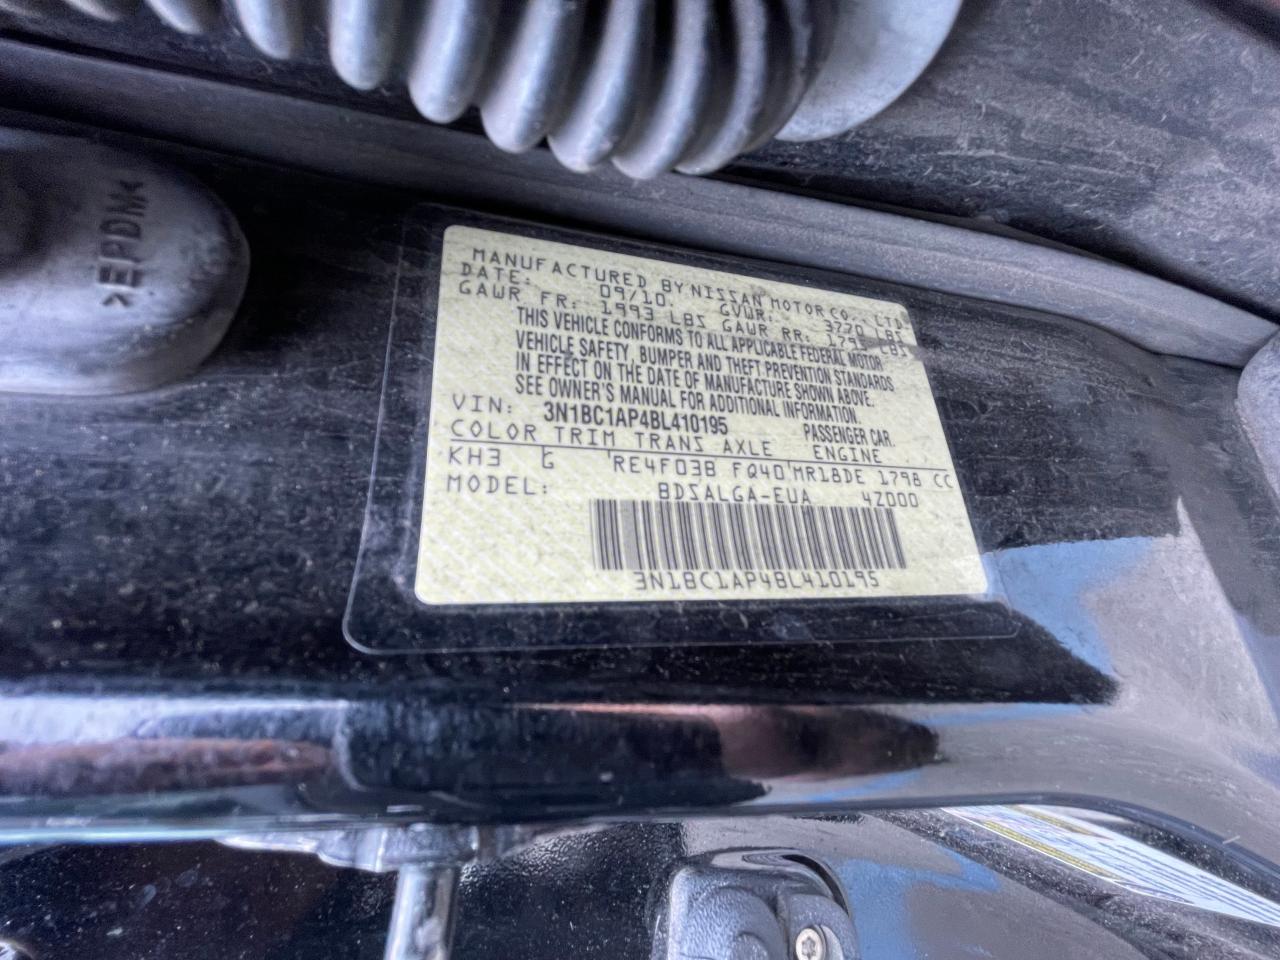 >EPDM<
MANUFACTURED BY NISSAN MOTOR CO., LTD.
DATE: 09/10. GVWR: 3770 LBS
GAWR FR: 1993 LBS GAWR RR: 1795 LBS
THIS VEHICLE CONFORMS TO ALL APPLICABLE FEDERAL MOTOR
VEHICLE SAFETY, BUMPER AND THEFT PREVENTION STANDARDS
IN EFFECT ON THE DATE OF MANUFACTURE SHOWN ABOVE.
SEE OWNER'S MANUAL FOR ADDITIONAL INFORMATION.
VIN: 3N1BC1AP4BL410195 PASSENGER CAR.
COLOR TRIM TRANS AXLE ENGINE
KH3 G RE4F03B FQ40 MR18DE 1798 CC
MODEL: BDSALGA-EUA 4Z000
3N1BC1AP4BL410195